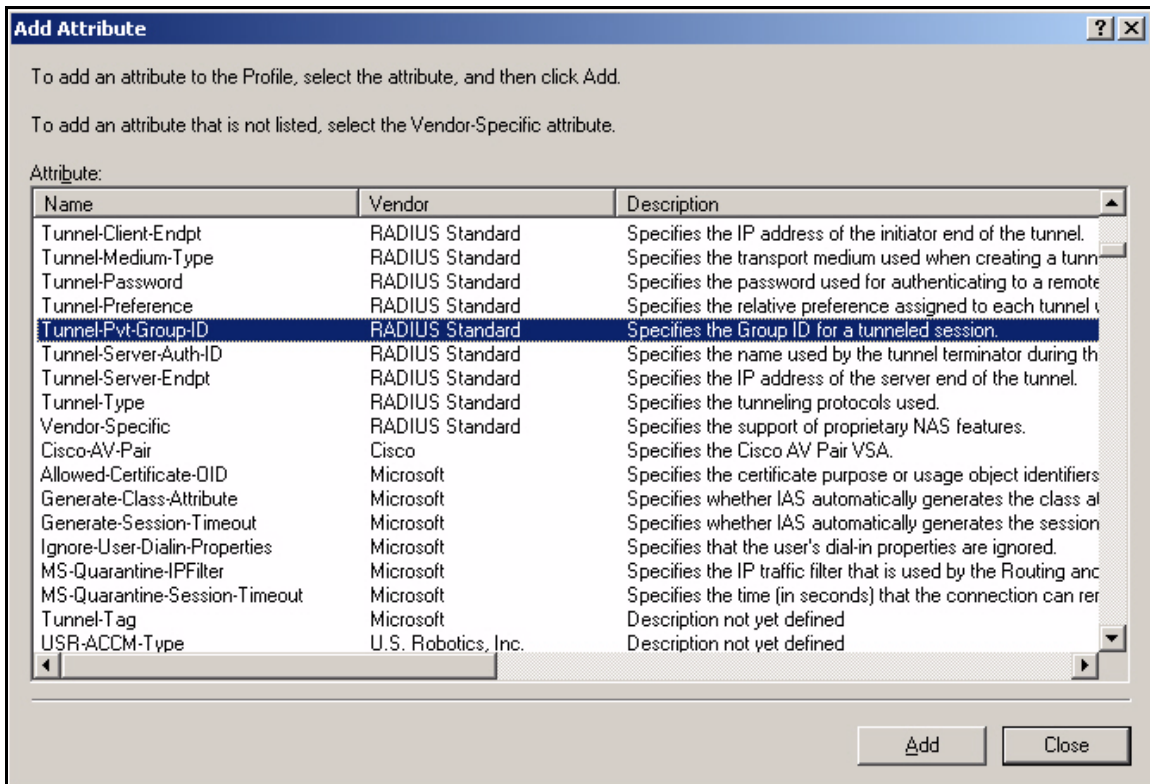 Add Attribute
To add an attribute to the Profile, select the attribute, and then click Add.
To add an attribute that is not listed, select the Vendor-Specific attribute.
Attribute:
Name Vendor Description
Tunnel-Client-Endpt RADIUS Standard Specifies the IP address of the initiator end of the tunnel.
Tunnel-Medium-Type RADIUS Standard Specifies the transport medium used when creating a tunn
Tunnel-Password RADIUS Standard Specifies the password used for authenticating to a remote
Tunnel-Preference RADIUS Standard Specifies the relative preference assigned to each tunnel
Tunnel-Pvt-Group-ID RADIUS Standard Specifies the Group ID for a tunneled session.
Tunnel-Server-Auth-ID RADIUS Standard Specifies the name used by the tunnel terminator during th
Tunnel-Server-Endpt RADIUS Standard Specifies the IP address of the server end of the tunnel.
Tunnel-Type RADIUS Standard Specifies the tunneling protocols used.
Vendor-Specific RADIUS Standard Specifies the support of proprietary NAS features.
Cisco-AV-Pair Cisco Specifies the Cisco AV Pair VSA.
Allowed-Certificate-OID Microsoft Specifies the certificate purpose or usage object identifiers
Generate-Class-Attribute Microsoft Specifies whether IAS automatically generates the class
Generate-Session-Timeout Microsoft Specifies whether IAS automatically generates the session
Ignore-User-Dialin-Properties Microsoft Specifies that the user's dial-in properties are ignored.
MS-Quarantine-IPFilter Microsoft Specifies the IP traffic filter that is used by the Routing and
MS-Quarantine-Session-Timeout Microsoft Specifies the time (in seconds) that the connection can
Tunnel-Tag Microsoft Description not yet defined
USR-ACCM-Type U.S. Robotics, Inc. Description not yet defined
Add Close